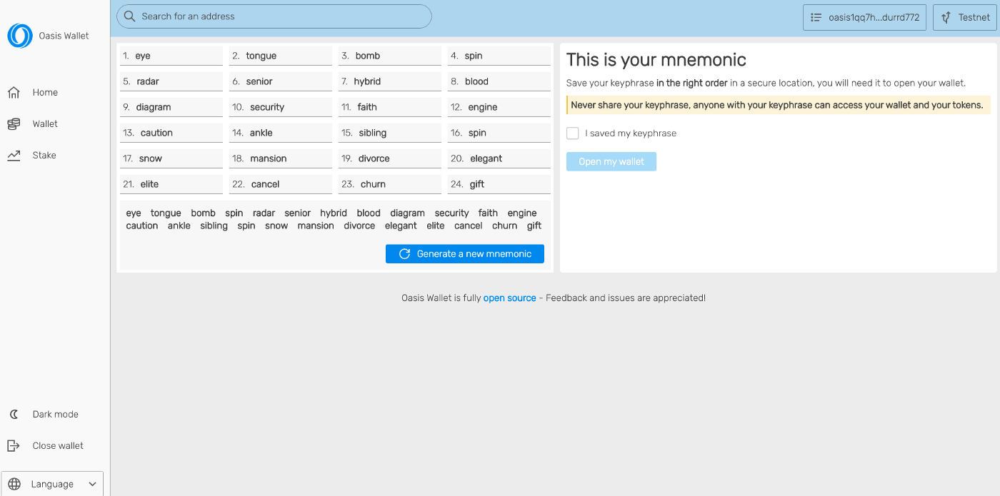 Search for an address
oasis1qq7h...durrd772
Testnet
Oasis Wallet
Home
Wallet
Stake
Dark mode
Close wallet
Language
1. eye
2. tongue
3. bomb
4. spin
5. radar
6. senior
7. hybrid
8. blood
9. diagram
10. security
11. faith
12. engine
13. caution
14. ankle
15. sibling
16. spin
17. snow
18. mansion
19. divorce
20. elegant
21. elite
22. cancel
23. churn
24. gift
eye tongue bomb spin radar senior hybrid blood diagram security faith engine
caution ankle sibling spin snow mansion divorce elegant elite cancel churn gift
Generate a new mnemonic
This is your mnemonic
Save your keyphrase in the right order in a secure location, you will need it to open your wallet.
Never share your keyphrase, anyone with your keyphrase can access your wallet and your tokens.
I saved my keyphrase
Open my wallet
Oasis Wallet is fully open source - Feedback and issues are appreciated!